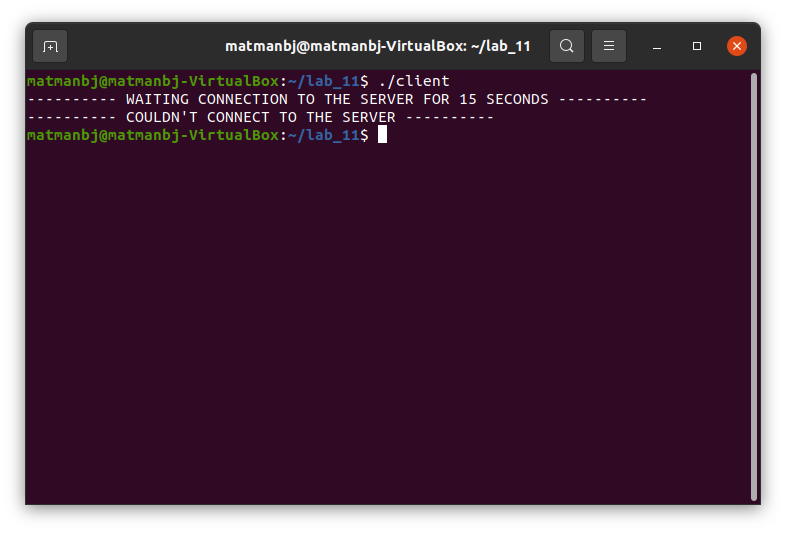 matmanbj@matmanbj-VirtualBox: ~/lab_11
matmanbj@matmanbj-VirtualBox:~/lab_11$ ./client
---------- WAITING CONNECTION TO THE SERVER FOR 15 SECONDS ----------
---------- COULDN'T CONNECT TO THE SERVER ----------
matmanbj@matmanbj-VirtualBox:~/lab_11$